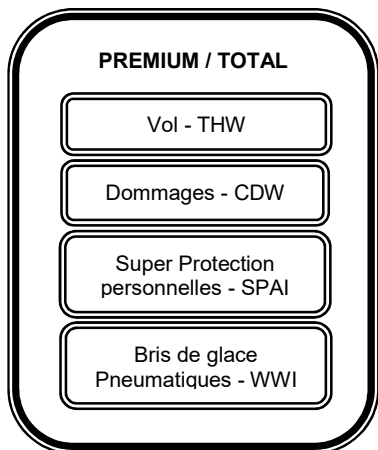 PREMIUM / TOTAL
Vol - THW
Dommages - CDW
Super Protection
personnelles - SPAI
Bris de glace
Pneumatiques - WWI